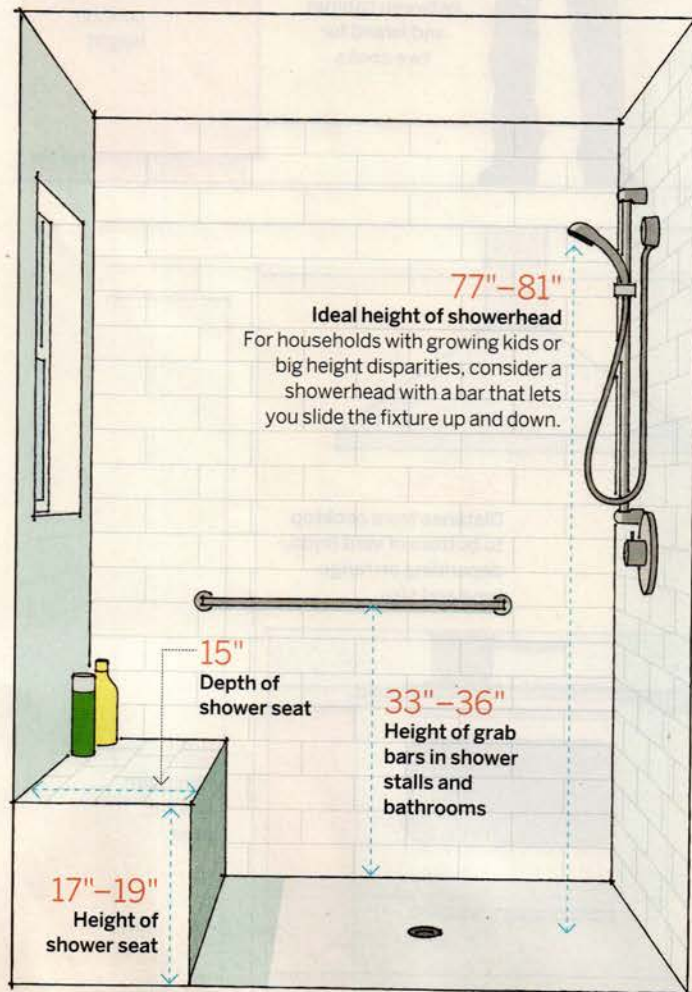 77"–81"
Ideal height of showerhead
For households with growing kids or
big height disparities, consider a
showerhead with a bar that lets
you slide the fixture up and down.
15"
Depth of
shower seat
33"–36"
Height of grab
bars in shower
stalls and
bathrooms
17"–19"
Height of
shower seat